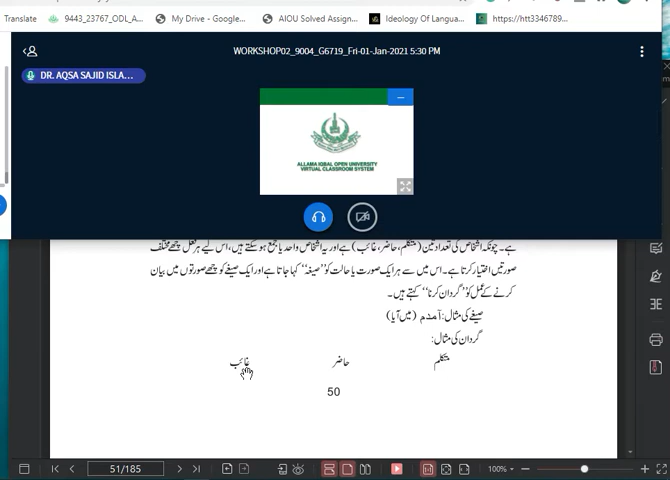 Translate
9443_23767_ODL_A...
My Drive - Google...
AIOU Solved Assign...
Ideology Of Langua...
https://htt3346789...
WORKSHOP02_9004_G6719_Fri-01-Jan-2021 5:30 PM
DR. AQSA SAJID ISLA...
ALLAMA IQBAL OPEN UNIVERSITY
VIRTUAL CLASSROOM SYSTEM
ہے۔ چونکہ اشخاص کی تعداد تین (متکلم، حاضر، غائب) ہے اور یہ اشخاص واحد یا جمع ہو سکتے ہیں، اس لیے ہر فعل چھے مختلف
صورتیں اختیار کرتا ہے۔ اس میں سے ہر ایک صورت یا حالت کو "صیغہ" کہا جاتا ہے اور ایک صیغے کو چھے صورتوں میں بیان
کرنے کے عمل کو "گردان کرنا" کہتے ہیں۔
صیغے کی مثال: آمدم (میں آیا)
گردان کی مثال:
متکلم حاضر غائب
50
51/185
100%